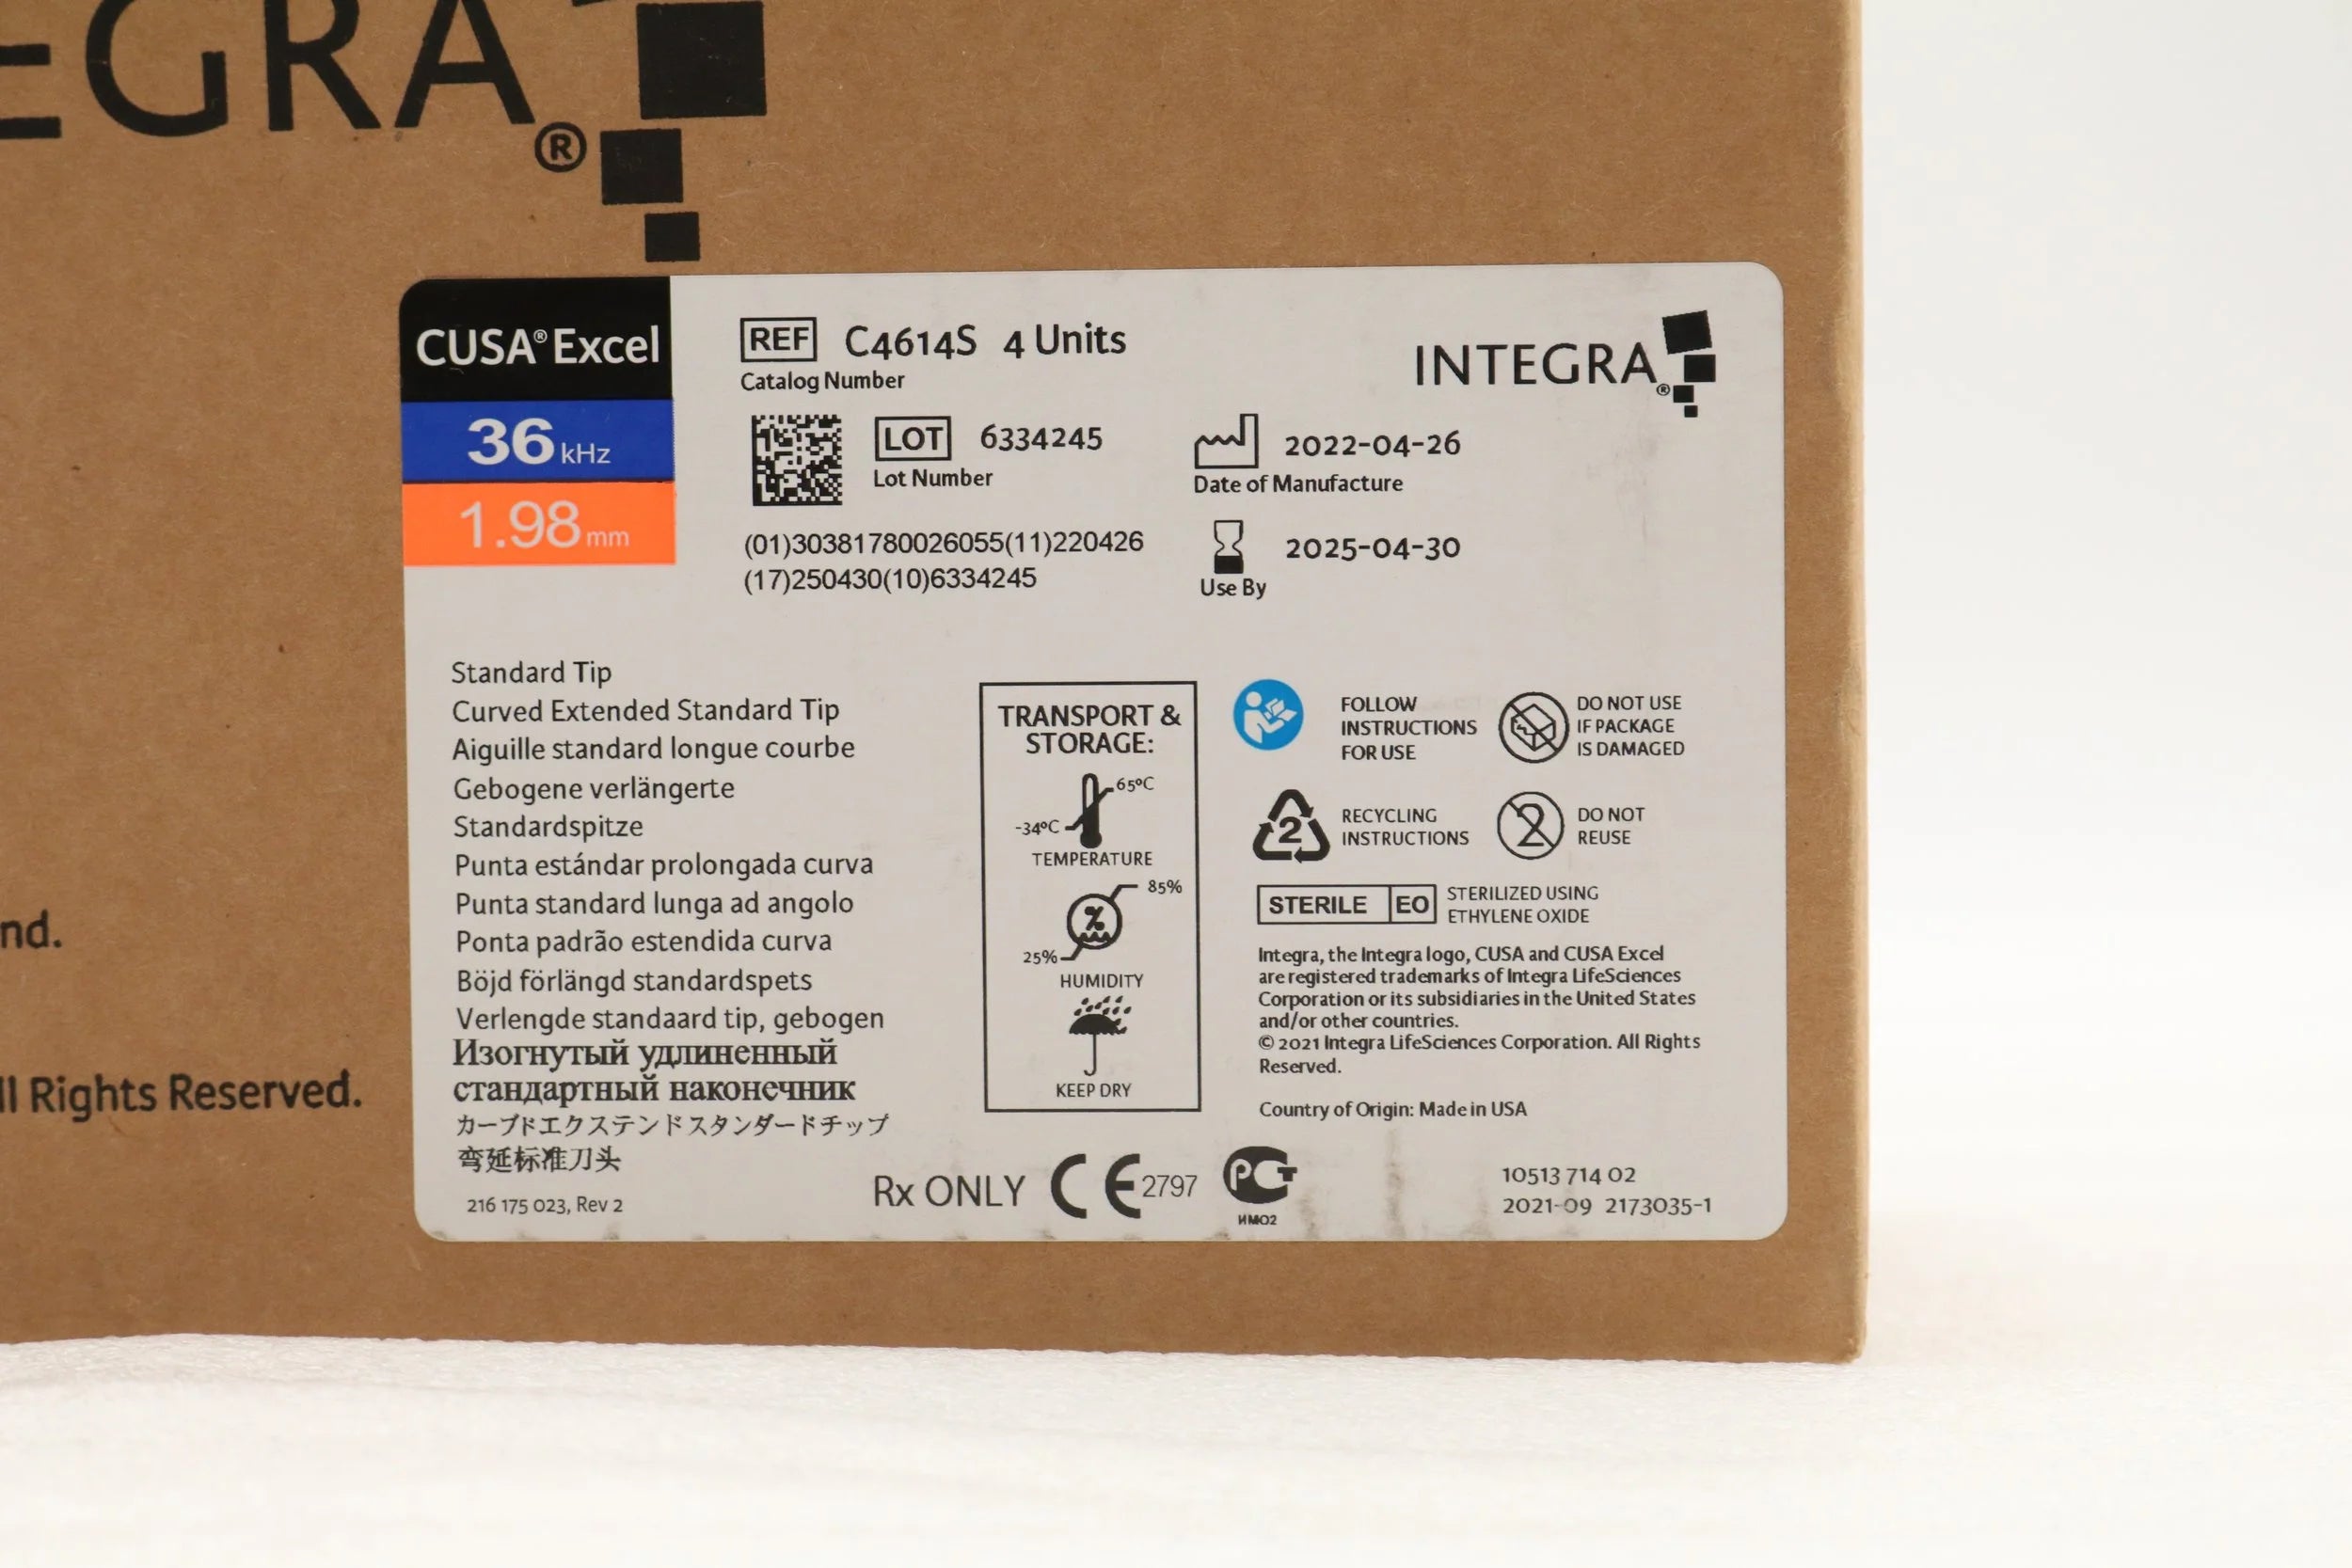 EGRA®
CUSA® Excel
36 kHz
1.98 mm
REF C4614S 4 Units
Catalog Number
LOT 6334245
Lot Number
2022-04-26
Date of Manufacture
INTEGRA®
(01)30381780026055(11)220426
(17)250430(10)6334245
2025-04-30
Use By
Standard Tip
Curved Extended Standard Tip
Aiguille standard longue courbe
Gebogene verlängerte
Standardspitze
Punta estándar prolongada curva
Punta standard lunga ad angolo
Ponta padrão estendida curva
Böjd förlängd standardspets
Verlengde standaard tip, gebogen
Изогнутый удлиненный
стандартный наконечник
カーブドエクステンドスタンダードチップ
弯延标准刀头
216 175 023, Rev 2
TRANSPORT &
STORAGE:
65ºC
-34ºC
TEMPERATURE
85%
%
25%
HUMIDITY
KEEP DRY
FOLLOW
INSTRUCTIONS
FOR USE
DO NOT USE
IF PACKAGE
IS DAMAGED
2
RECYCLING
INSTRUCTIONS
2
DO NOT
REUSE
STERILE EO
STERILIZED USING
ETHYLENE OXIDE
Integra, the Integra logo, CUSA and CUSA Excel
are registered trademarks of Integra LifeSciences
Corporation or its subsidiaries in the United States
and/or other countries.
© 2021 Integra LifeSciences Corporation. All Rights
Reserved.
Country of Origin: Made in USA
Rx ONLY CE 2797
РСТ
ИМ02
10513 714 02
2021-09 2173035-1
nd.
ll Rights Reserved.